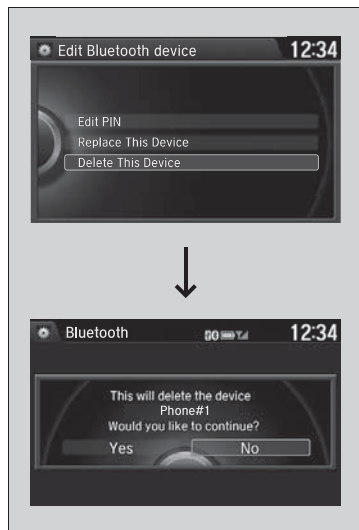 Edit Bluetooth device 12:34
Edit PIN
Replace This Device
Delete This Device
Bluetooth 12:34
This will delete the device
Phone#1
Would you like to continue?
Yes No